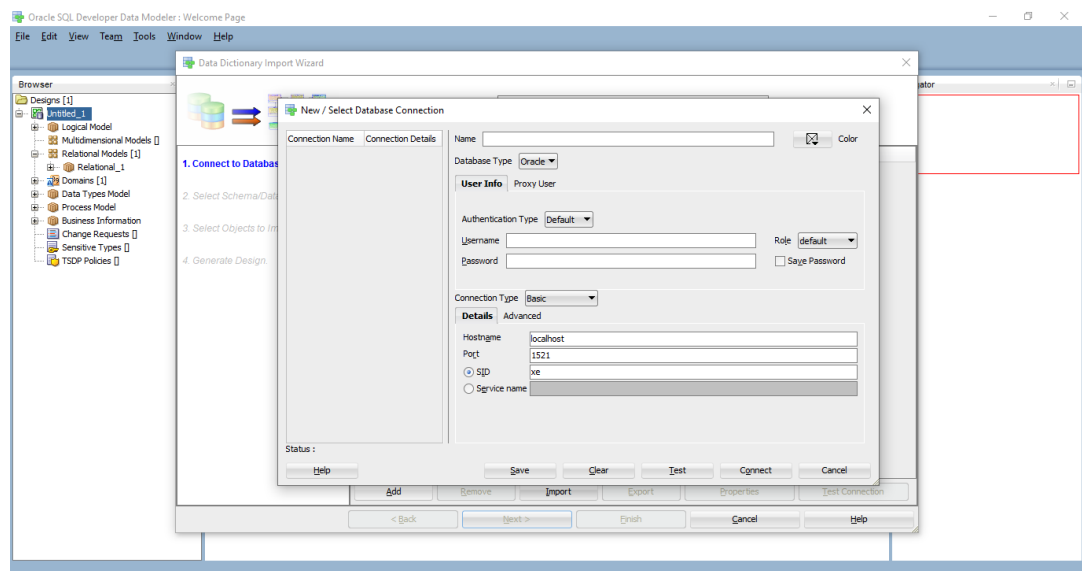 Oracle SQL Developer Data Modeler : Welcome Page
File Edit View Team Tools Window Help
Data Dictionary Import Wizard
Browser
Designs [1]
Untitled_1
Logical Model
Multidimensional Models []
Relational Models [1]
Relational_1
Domains [1]
Data Types Model
Process Model
Business Information
Change Requests []
Sensitive Types []
TSDP Policies []
1. Connect to Databas
2. Select Schema/Data
3. Select Objects to Im
4. Generate Design.
New / Select Database Connection
Connection Name Connection Details
Name Color
Database Type Oracle
User Info Proxy User
Authentication Type Default
Username Role default
Password Save Password
Connection Type Basic
Details Advanced
Hostname localhost
Port 1521
SID xe
Service name
Status :
Help Save Clear Test Connect Cancel
Add Remove Import Export Properties Test Connection
< Back Next > Finish Cancel Help
ator